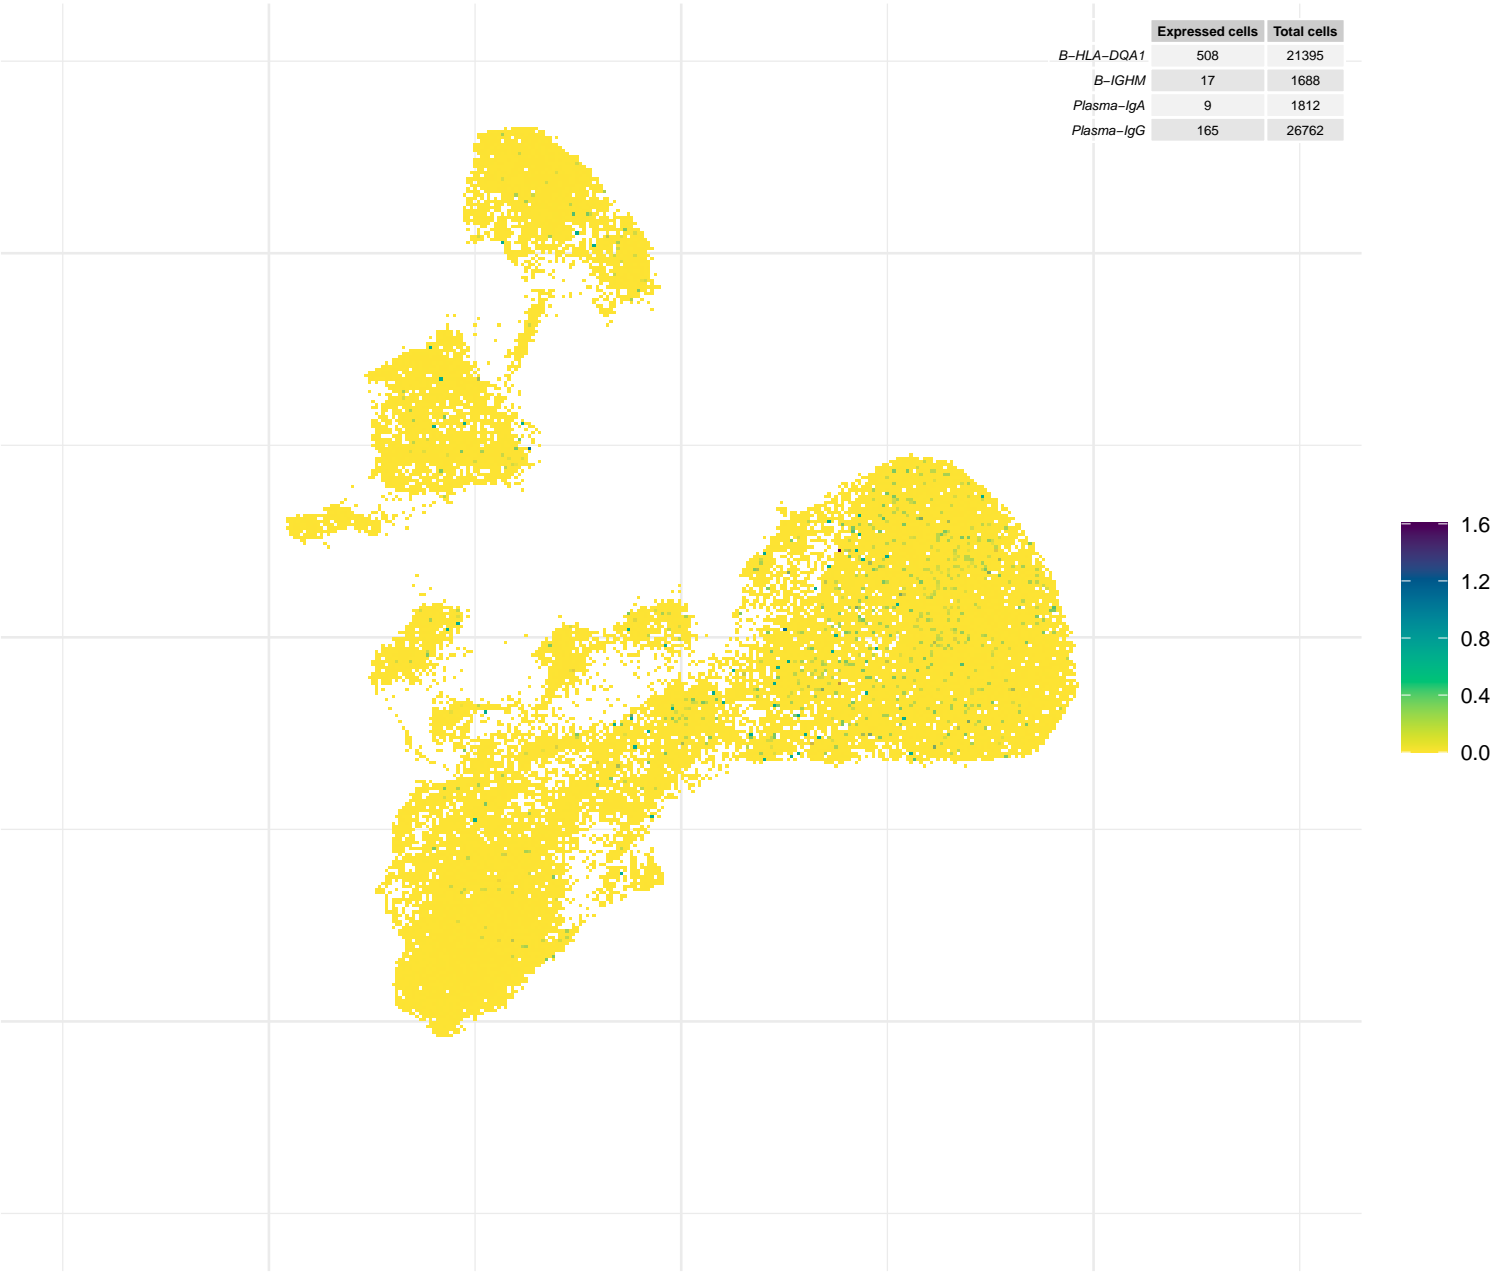 Expressed cells Total cells
B−HLA−DQA1 508 21395
B−IGHM 17 1688
Plasma−IgA 9 1812
Plasma−IgG 165 26762
1.6
1.2
0.8
0.4
0.0